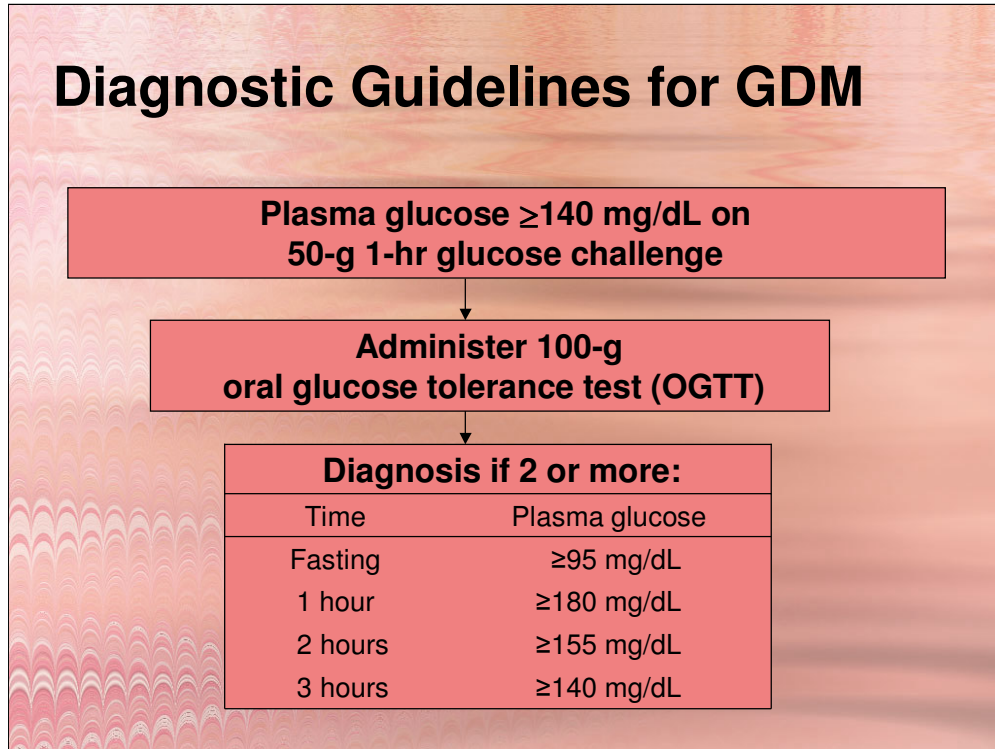 Diagnostic Guidelines for GDM
Plasma glucose ≥140 mg/dL on
50-g 1-hr glucose challenge
Administer 100-g
oral glucose tolerance test (OGTT)
Diagnosis if 2 or more:
Time Plasma glucose
Fasting ≥95 mg/dL
1 hour ≥180 mg/dL
2 hours ≥155 mg/dL
3 hours ≥140 mg/dL